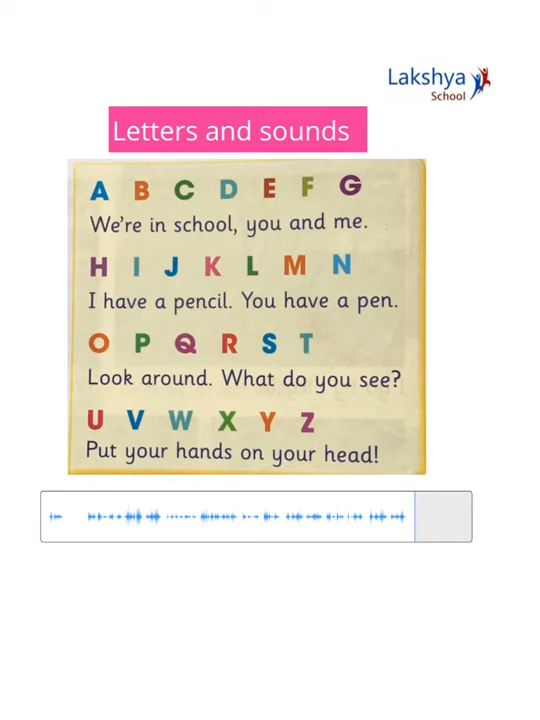 Lakshya
School
Letters and sounds
A B C D E F G
We're in school, you and me.
H I J K L M N
I have a pencil. You have a pen.
O P Q R S T
Look around. What do you see?
U V W X Y Z
Put your hands on your head!